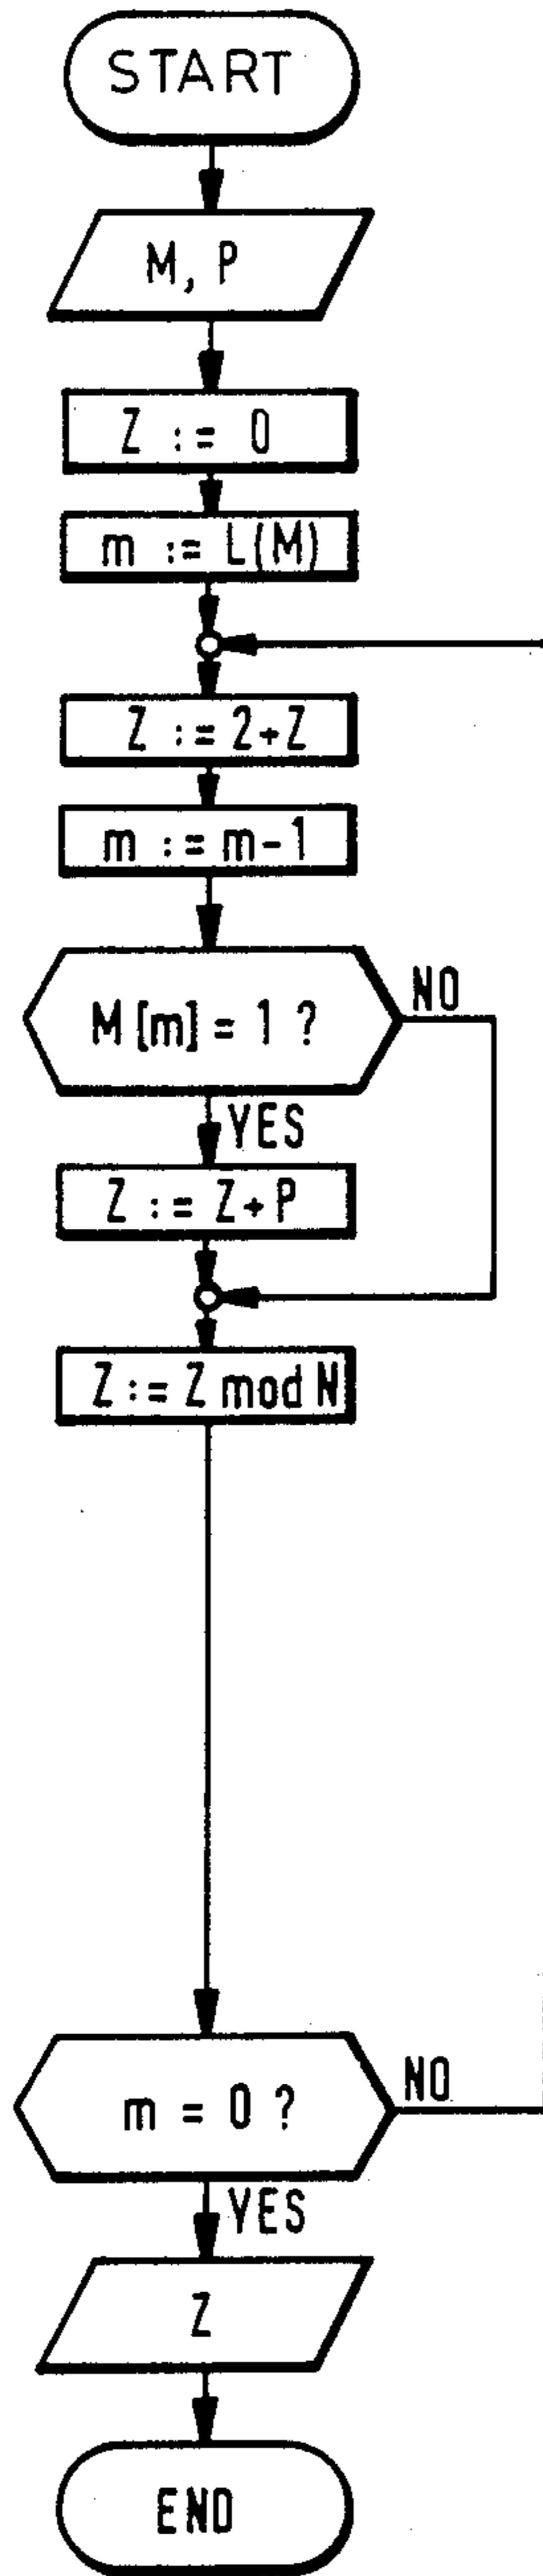 START
M, P
Z := 0
m := L(M)
Z := 2+Z
m := m-1
M[m] = 1 ?
NO
YES
Z := Z+P
Z := Z mod N
m = 0 ?
NO
YES
Z
END